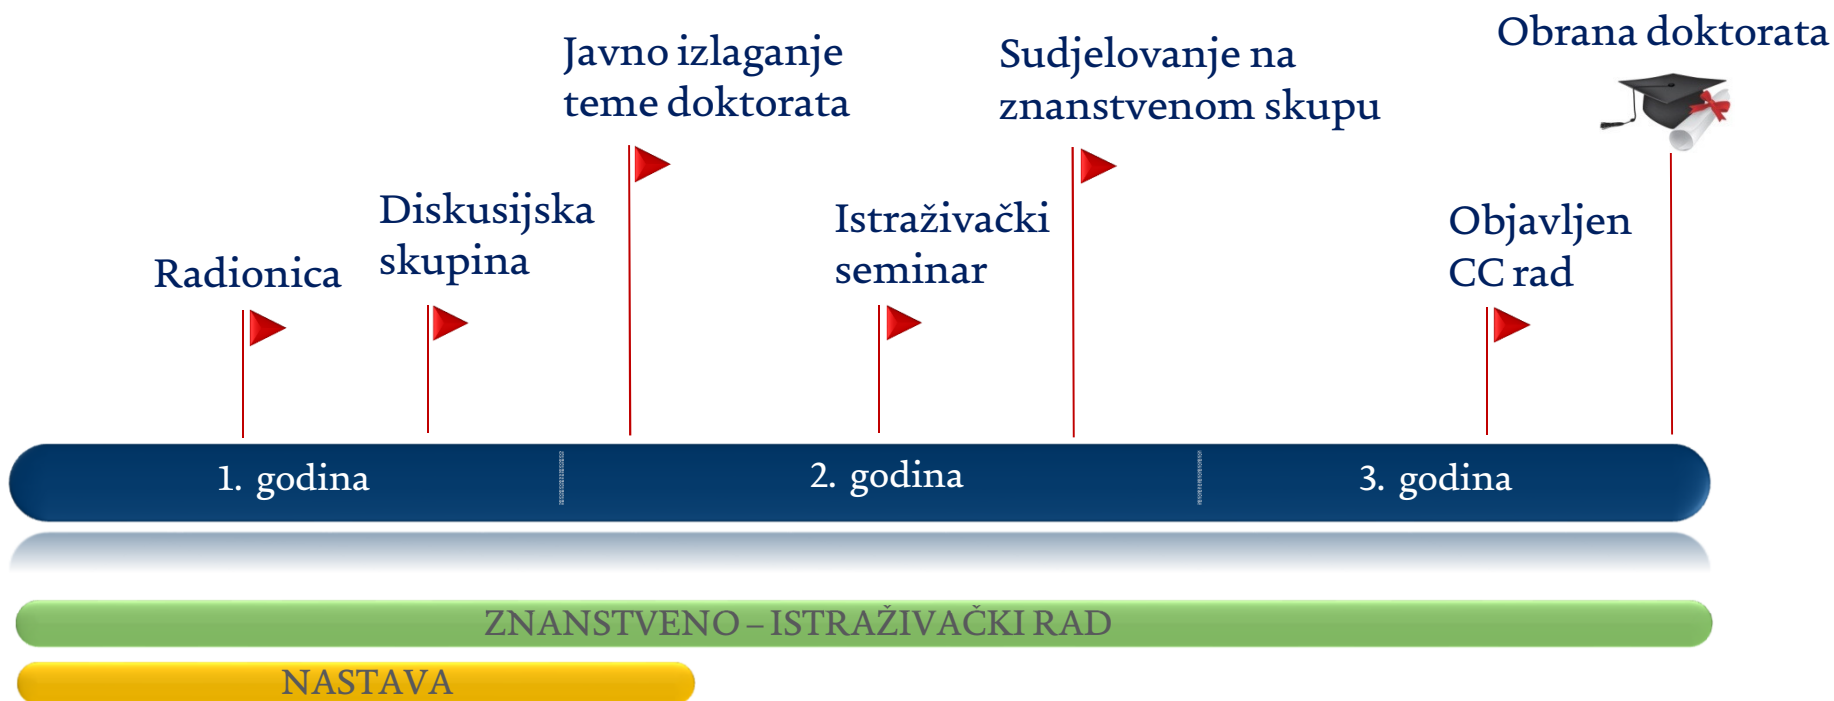 Obrana doktorata
Javno izlaganje
teme doktorata
Sudjelovanje na
znanstvenom skupu
Radionica
Diskusijska
skupina
Istraživački
seminar
Objavljen
CC rad
1. godina
2. godina
3. godina
ZNANSTVENO – ISTRAŽIVAČKI RAD
NASTAVA